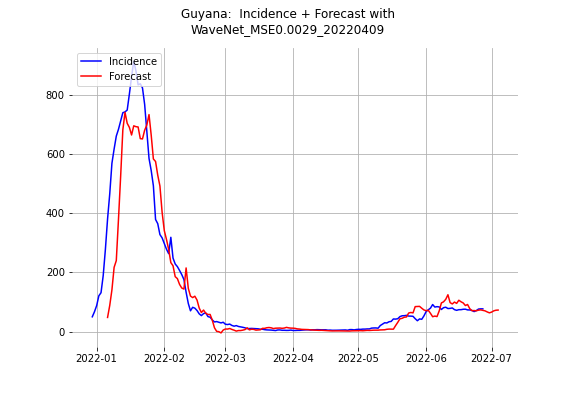 Guyana:  Incidence + Forecast with
WaveNet_MSE0.0029_20220409
Incidence
Forecast
800
600
400
200
0
2022-01 2022-02 2022-03 2022-04 2022-05 2022-06 2022-07